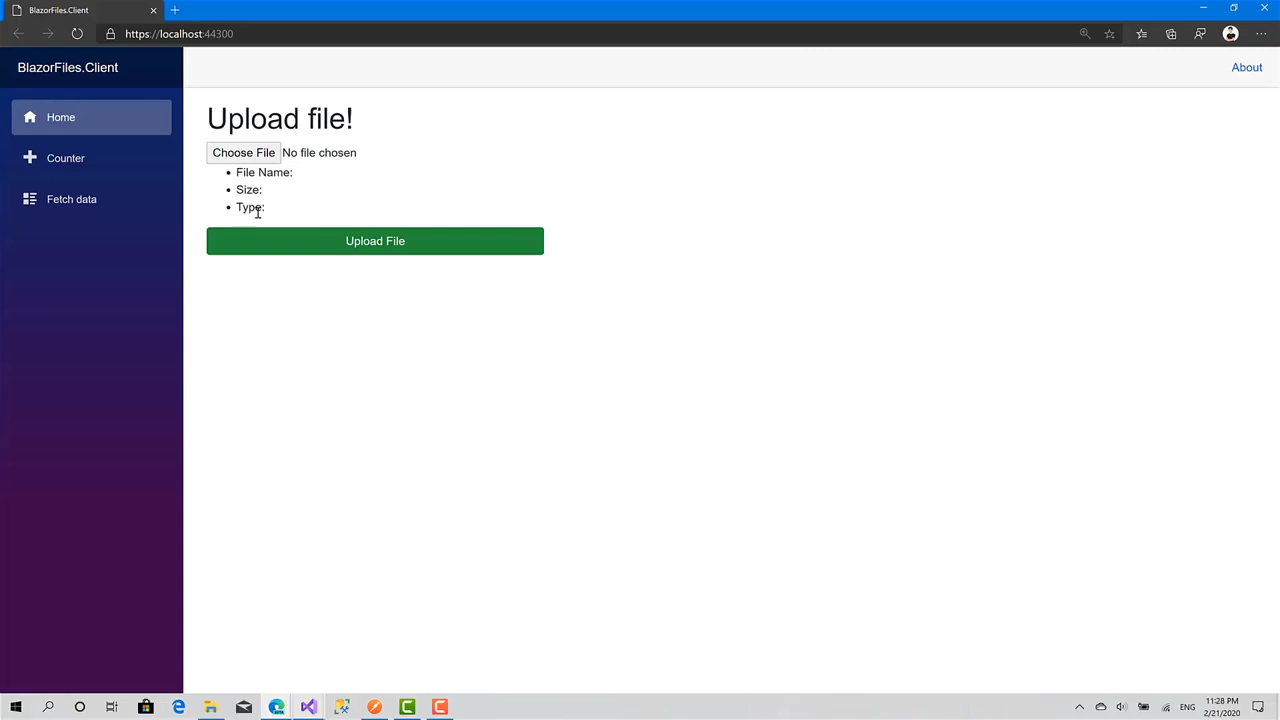 BlazorFiles.Client
https://localhost:44300
BlazorFiles.Client
About
Home
Counter
Fetch data
Upload file!
Choose File No file chosen
File Name:
Size:
Type:
Upload File
ENG
11:28 PM
2/21/2020